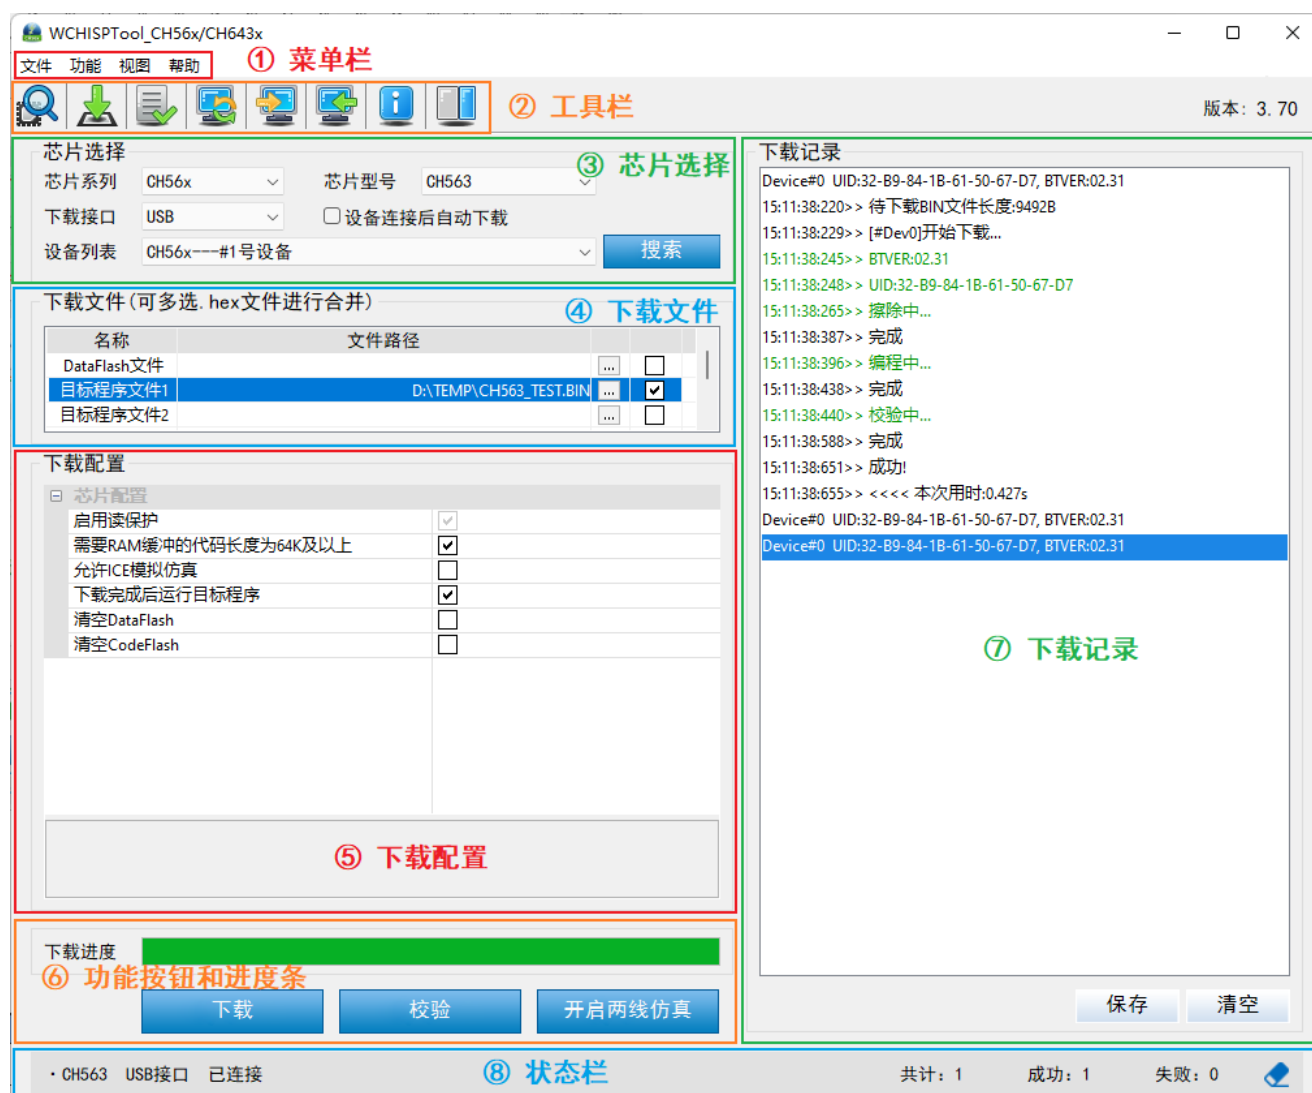 WCHISPTool_CH56x/CH643x
文件 功能 视图 帮助
① 菜单栏
② 工具栏
版本: 3.70
芯片选择
③ 芯片选择
芯片系列 CH56x 芯片型号 CH563
下载接口 USB 设备连接后自动下载
设备列表 CH56x---#1号设备 搜索
下载文件(可多选.hex文件进行合并)
④ 下载文件
名称 文件路径
DataFlash文件 ...
目标程序文件1 D:\TEMP\CH563_TEST.BIN ...
目标程序文件2 ...
下载配置
芯片配置
启用读保护
需要RAM缓冲的代码长度为64K及以上
允许ICE模拟仿真
下载完成后运行目标程序
清空DataFlash
清空CodeFlash
⑤ 下载配置
下载进度
⑥ 功能按钮和进度条
下载 校验 开启两线仿真
下载记录
Device#0 UID:32-B9-84-1B-61-50-67-D7, BTVER:02.31
15:11:38:220>> 待下载BIN文件长度:9492B
15:11:38:229>> [#Dev0]开始下载...
15:11:38:245>> BTVER:02.31
15:11:38:248>> UID:32-B9-84-1B-61-50-67-D7
15:11:38:265>> 擦除中...
15:11:38:387>> 完成
15:11:38:396>> 编程中...
15:11:38:438>> 完成
15:11:38:440>> 校验中...
15:11:38:588>> 完成
15:11:38:651>> 成功!
15:11:38:655>> <<<< 本次用时:0.427s
Device#0 UID:32-B9-84-1B-61-50-67-D7, BTVER:02.31
Device#0 UID:32-B9-84-1B-61-50-67-D7, BTVER:02.31
⑦ 下载记录
保存 清空
·CH563 USB接口 已连接
⑧ 状态栏
共计: 1 成功: 1 失败: 0